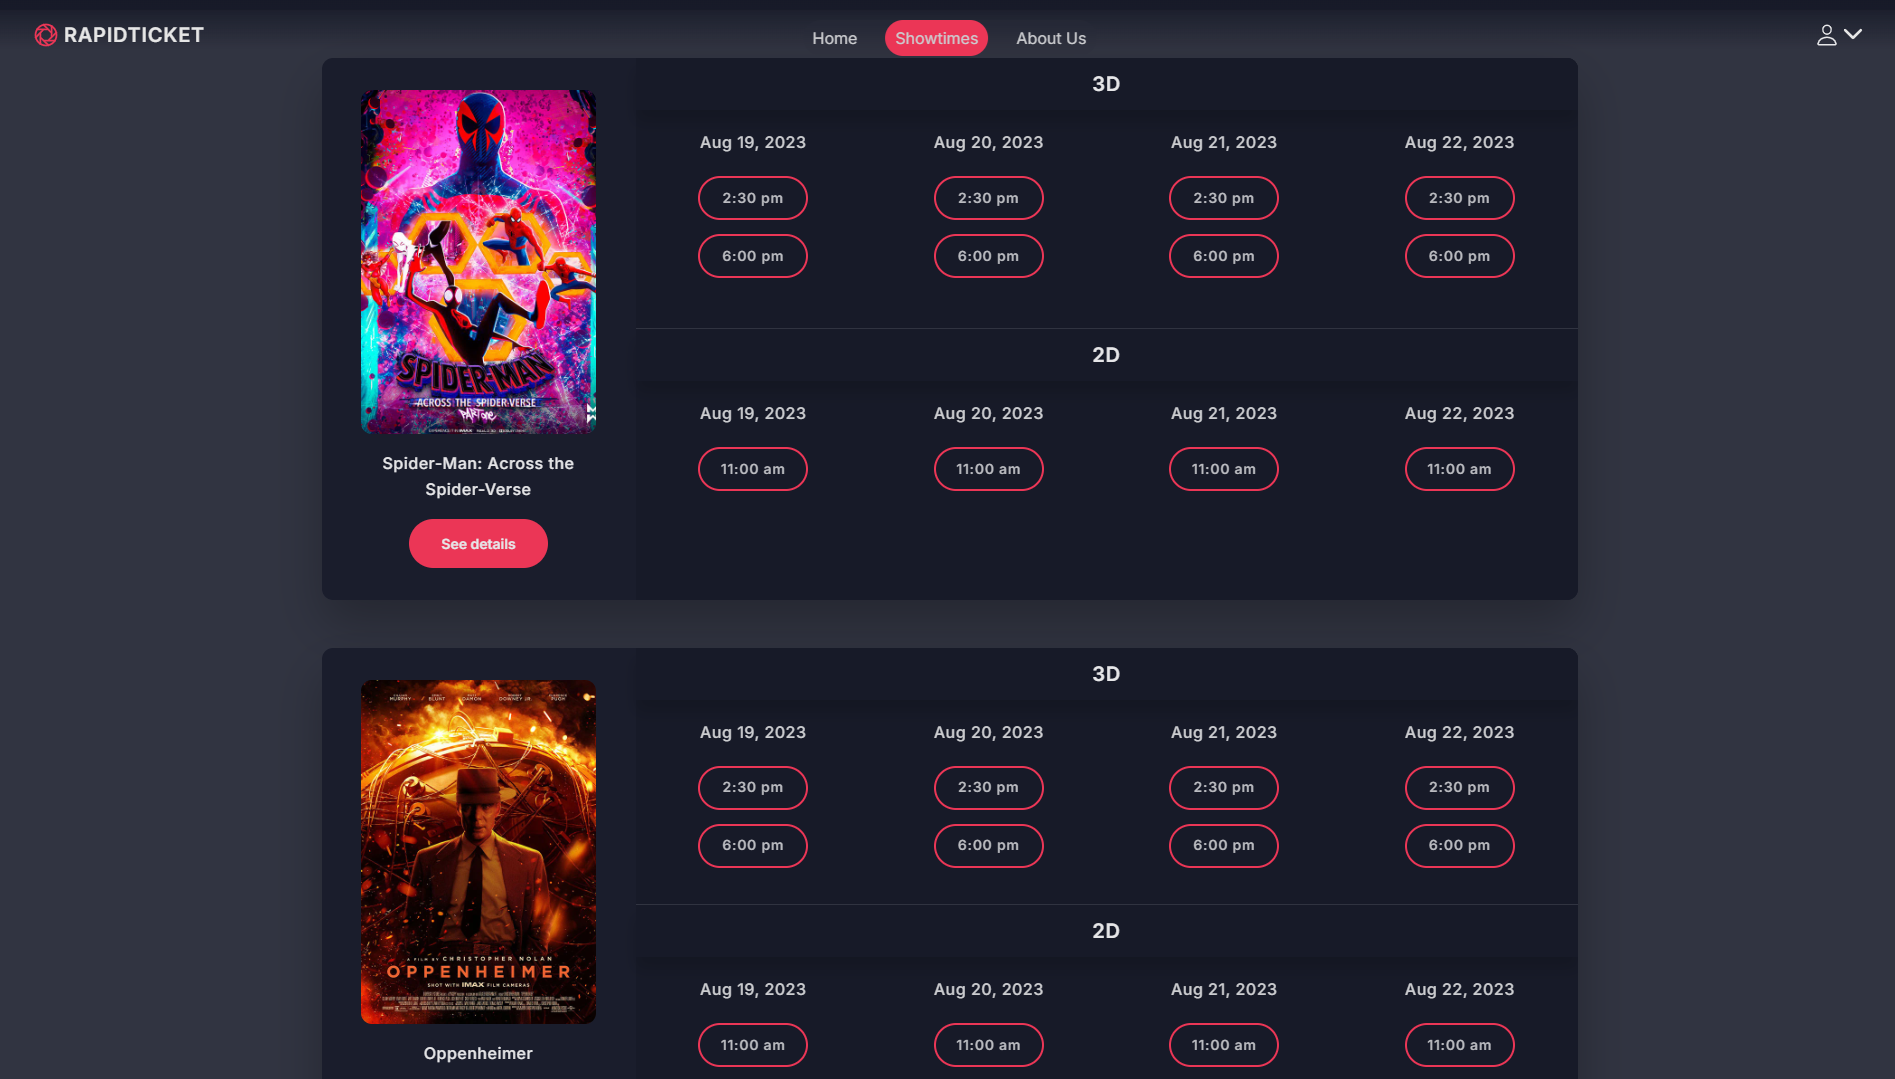 RAPIDTICKET
Home
Showtimes
About Us
SPIDER-MAN
ACROSS THE SPIDER-VERSE
PART ONE
Spider-Man: Across the
Spider-Verse
See details
3D
Aug 19, 2023
Aug 20, 2023
Aug 21, 2023
Aug 22, 2023
2:30 pm
2:30 pm
2:30 pm
2:30 pm
6:00 pm
6:00 pm
6:00 pm
6:00 pm
2D
Aug 19, 2023
Aug 20, 2023
Aug 21, 2023
Aug 22, 2023
11:00 am
11:00 am
11:00 am
11:00 am
MURPHY
BLUNT
DAMON
DOWNEY JR.
PUGH
A FILM BY CHRISTOPHER NOLAN
OPPENHEIMER
SHOT WITH IMAX FILM CAMERAS
Oppenheimer
3D
Aug 19, 2023
Aug 20, 2023
Aug 21, 2023
Aug 22, 2023
2:30 pm
2:30 pm
2:30 pm
2:30 pm
6:00 pm
6:00 pm
6:00 pm
6:00 pm
2D
Aug 19, 2023
Aug 20, 2023
Aug 21, 2023
Aug 22, 2023
11:00 am
11:00 am
11:00 am
11:00 am